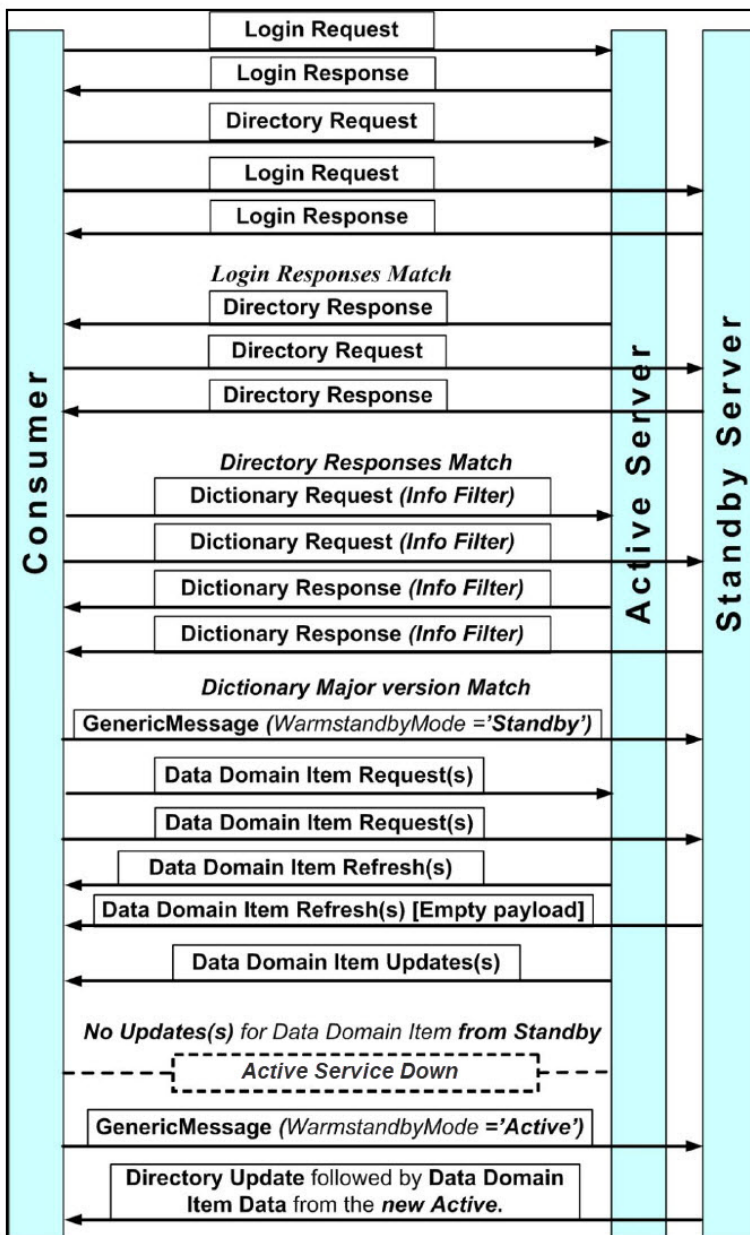 Login Request
Login Response
Directory Request
Login Request
Login Response
Login Responses Match
Directory Response
Directory Request
Directory Response
Directory Responses Match
Dictionary Request (Info Filter)
Dictionary Request (Info Filter)
Dictionary Response (Info Filter)
Dictionary Response (Info Filter)
Dictionary Major version Match
GenericMessage (WarmstandbyMode ='Standby')
Data Domain Item Request(s)
Data Domain Item Request(s)
Data Domain Item Refresh(s)
Data Domain Item Refresh(s) [Empty payload]
Data Domain Item Updates(s)
No Updates(s) for Data Domain Item from Standby
Active Service Down
GenericMessage (WarmstandbyMode ='Active')
Directory Update followed by Data Domain
Item Data from the new Active.
Consumer
Active Server
Standby Server